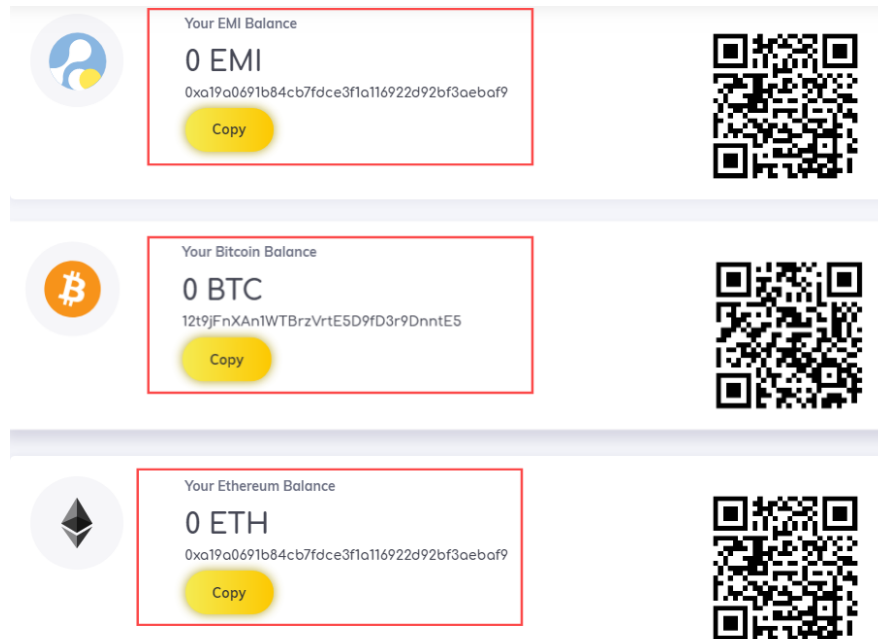 Your EMI Balance
0 EMI
0xa19a0691b84cb7fdce3f1a116922d92bf3aebaf9
Copy
Your Bitcoin Balance
0 BTC
12t9jFnXAn1WTBrzVrtE5D9fD3r9DnntE5
Copy
Your Ethereum Balance
0 ETH
0xa19a0691b84cb7fdce3f1a116922d92bf3aebaf9
Copy